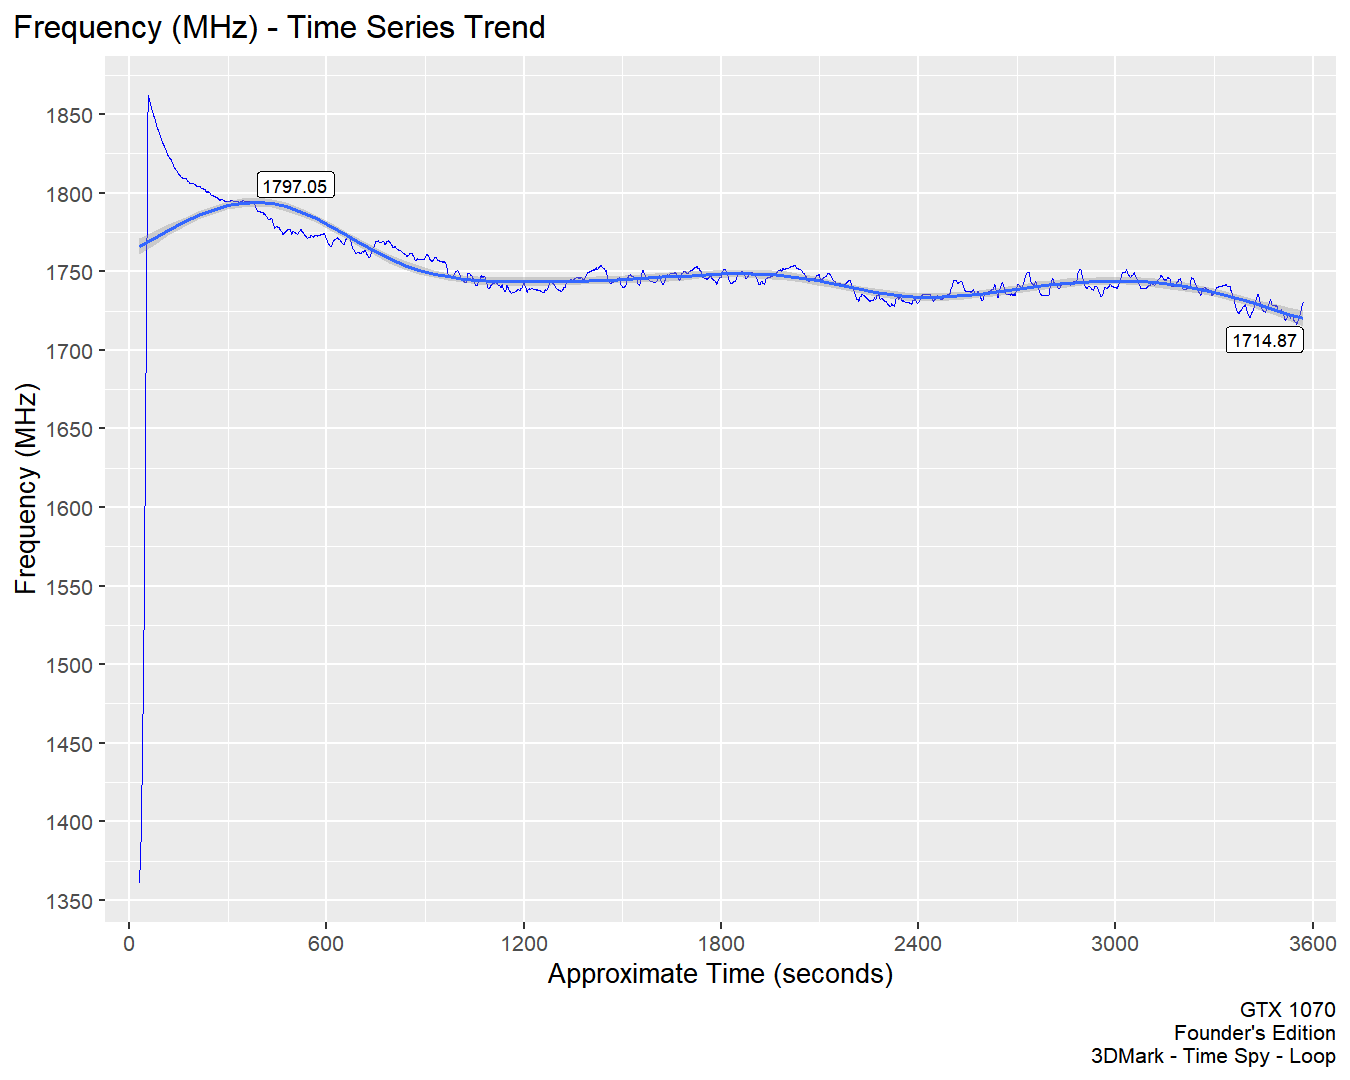 Frequency (MHz) - Time Series Trend
1850
1800
1750
1700
1650
1600
1550
1500
1450
1400
1350
Frequency (MHz)
1797.05
1714.87
0 600 1200 1800 2400 3000 3600
Approximate Time (seconds)
GTX 1070
Founder's Edition
3DMark - Time Spy - Loop